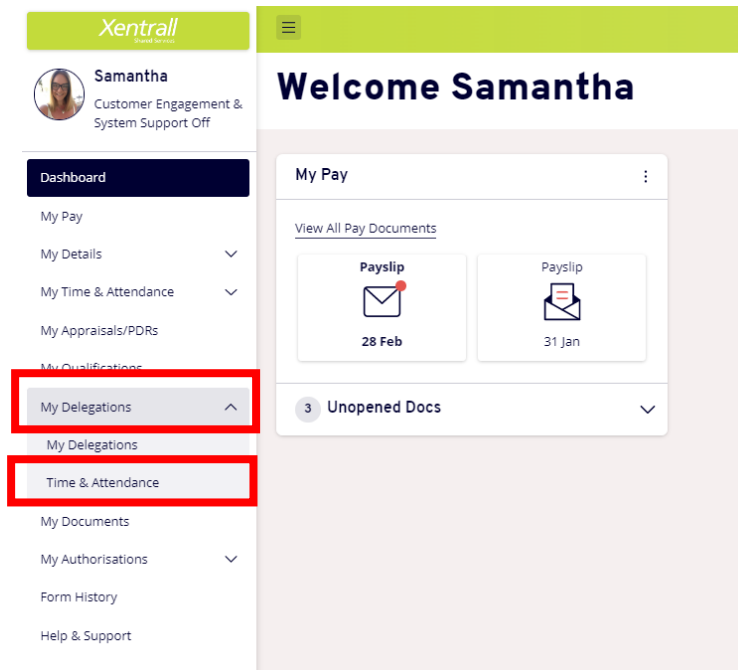 Xentrall
Shared Services
Samantha
Customer Engagement &
System Support Off
Dashboard
My Pay
My Details
My Time & Attendance
My Appraisals/PDRs
My Qualifications
My Delegations
My Delegations
Time & Attendance
My Documents
My Authorisations
Form History
Help & Support
Welcome Samantha
My Pay
View All Pay Documents
Payslip
28 Feb
Payslip
31 Jan
3 Unopened Docs